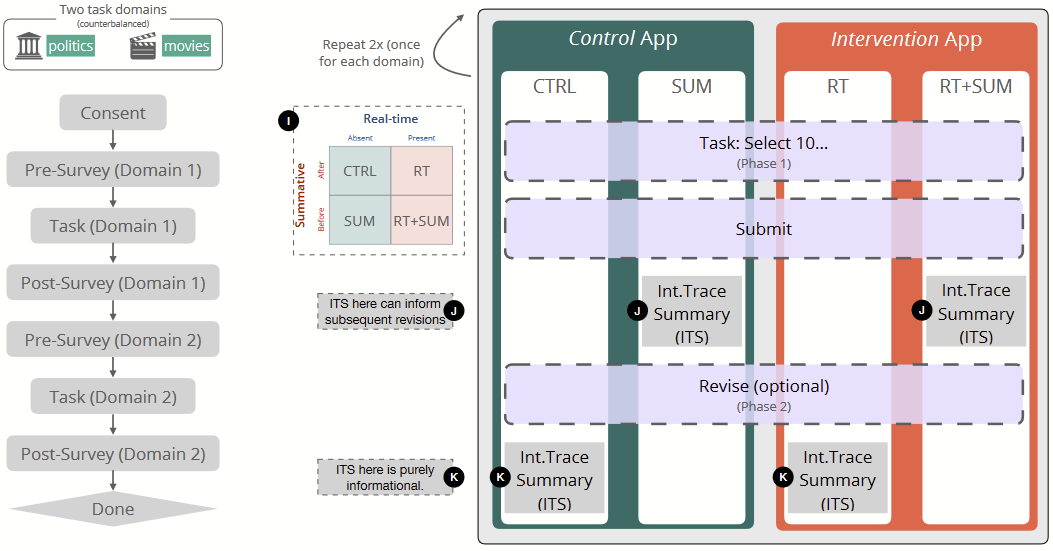 Two task domains
(counterbalanced)
politics
movies
Consent
Pre-Survey (Domain 1)
Task (Domain 1)
Post-Survey (Domain 1)
Pre-Survey (Domain 2)
Task (Domain 2)
Post-Survey (Domain 2)
Done
Repeat 2x (once
for each domain)
I
Real-time
Absent
Present
Summative
After
CTRL
RT
Before
SUM
RT+SUM
ITS here can inform
subsequent revisions
J
ITS here is purely
informational.
K
Control App
Intervention App
CTRL
SUM
RT
RT+SUM
Task: Select 10...
(Phase 1)
Submit
J
Int.Trace
Summary
(ITS)
J
Int.Trace
Summary
(ITS)
Revise (optional)
(Phase 2)
K
Int.Trace
Summary
(ITS)
K
Int.Trace
Summary
(ITS)